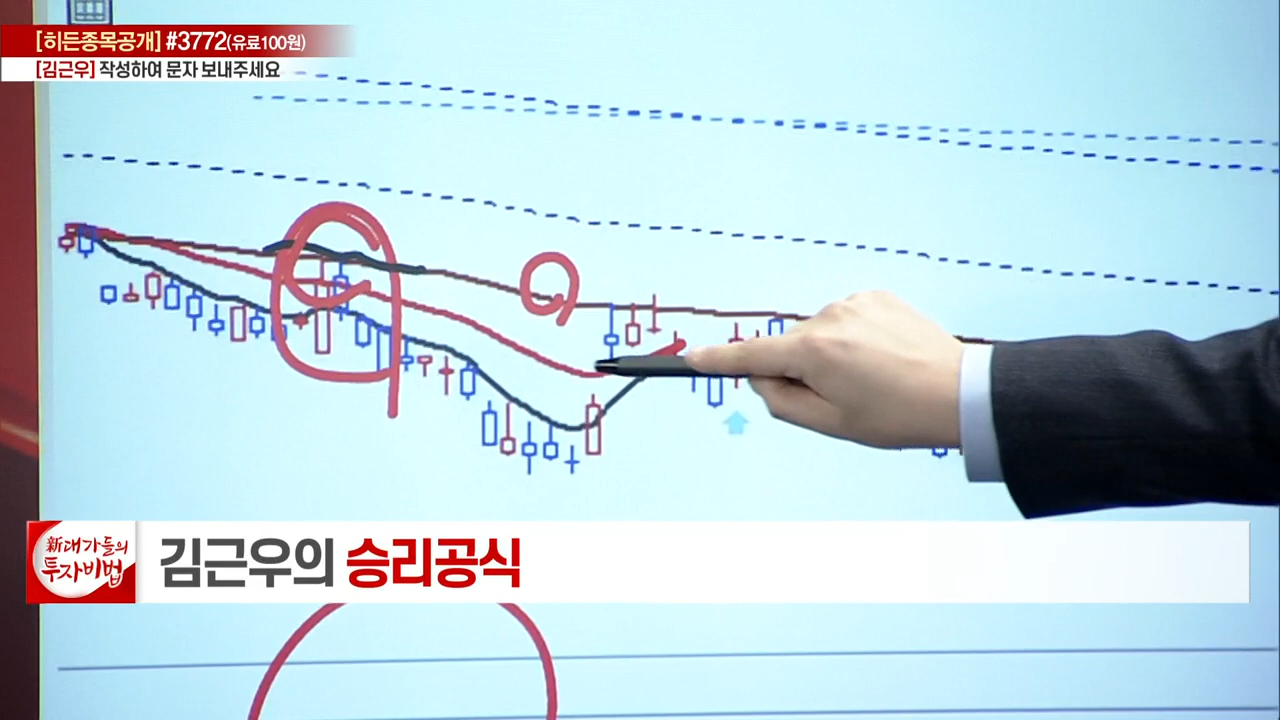 [히든종목공개] #3772(유료100원)
[김근우] 작성하여 문자 보내주세요
新대가들의
투자비법
김근우의 승리공식